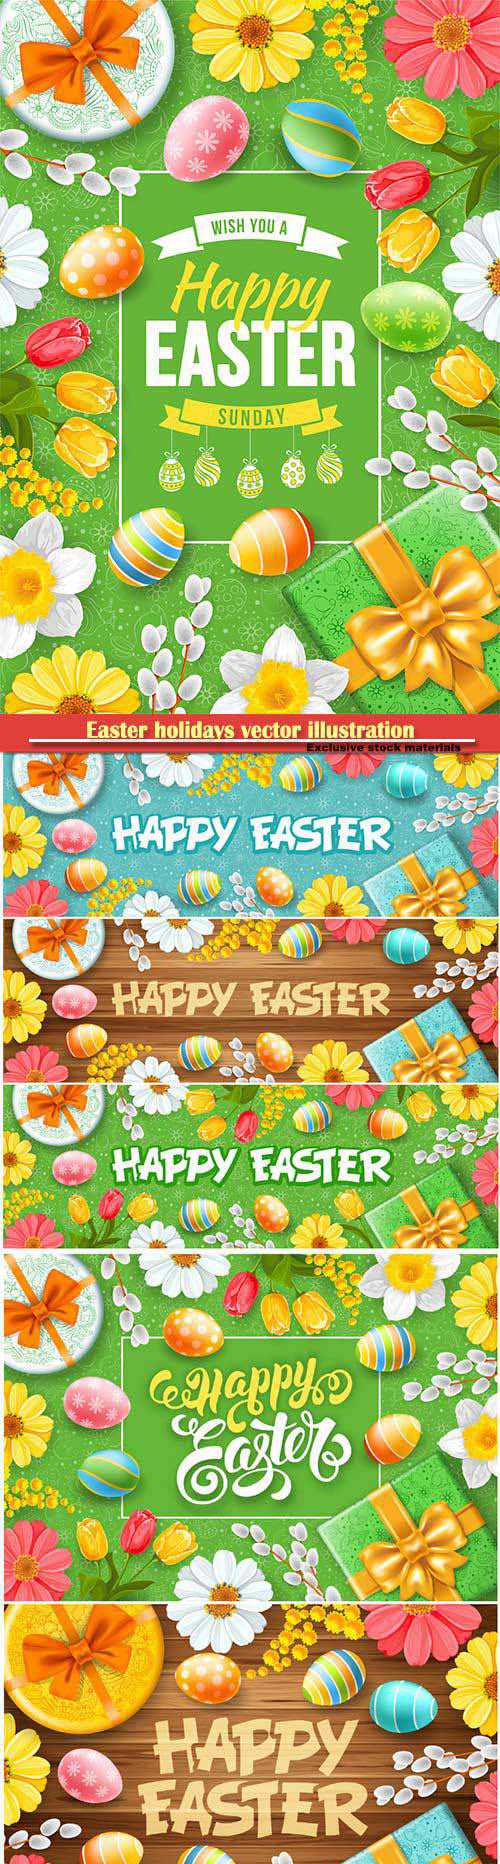 WISH YOU A
Happy
EASTER
SUNDAY
Easter holidays vector illustration
Exclusive stock materials
HAPPY EASTER
HAPPY EASTER
HAPPY EASTER
Happy
Easter
HAPPY
EASTER